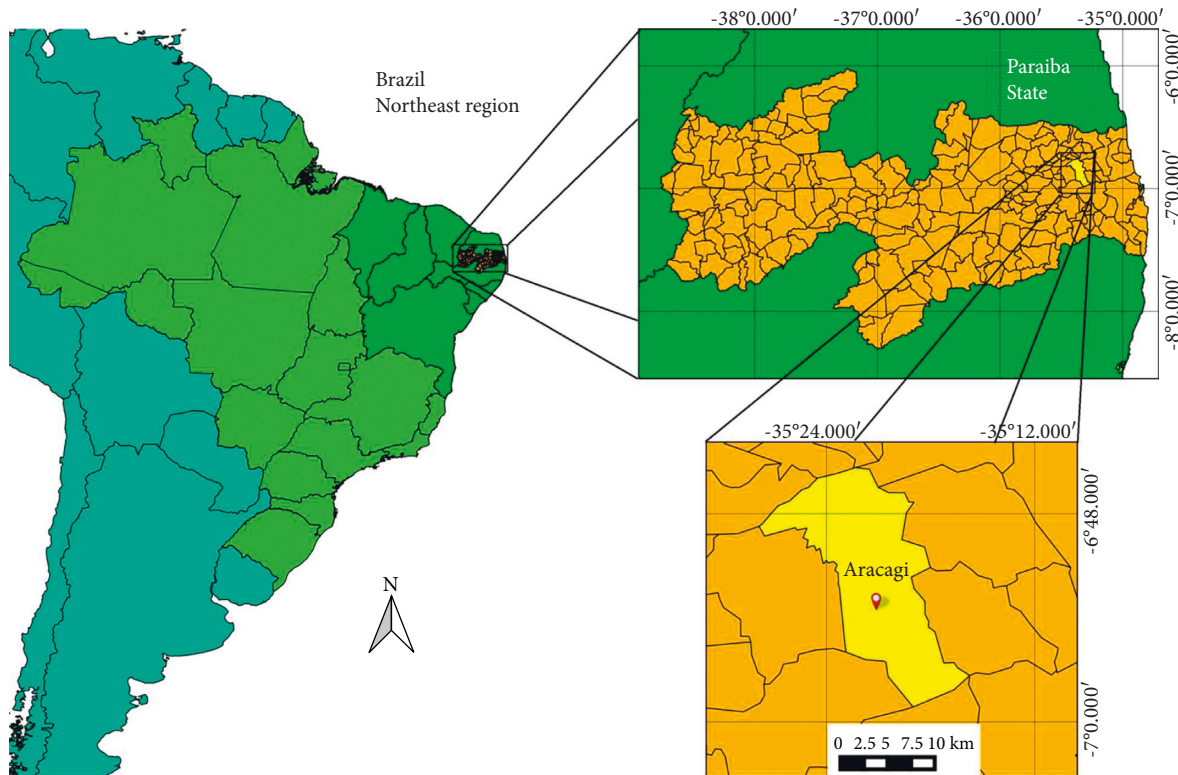 -38°0.000′ -37°0.000′ -36°0.000′ -35°0.000′
Brazil
Northeast region
Paraiba
State
-6°0.000′
-7°0.000′
-8°0.000′
N
-35°24.000′ -35°12.000′
-6°48.000′
Aracagi
-7°0.000′
0 2.5 5 7.5 10 km